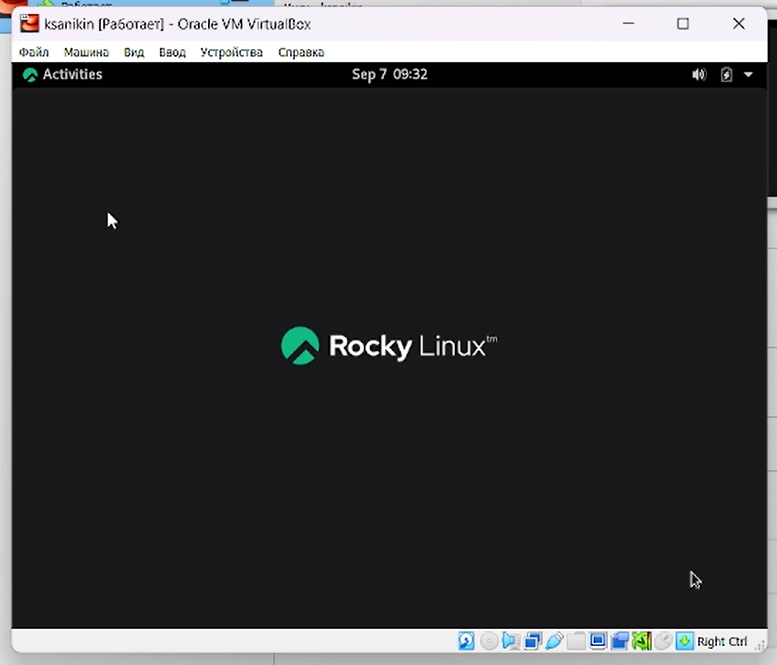 Работает
ksanikin [Работает] - Oracle VM VirtualBox
Файл Машина Вид Ввод Устройства Справка
Activities Sep 7 09:32
Rocky Linux™
Right Ctrl